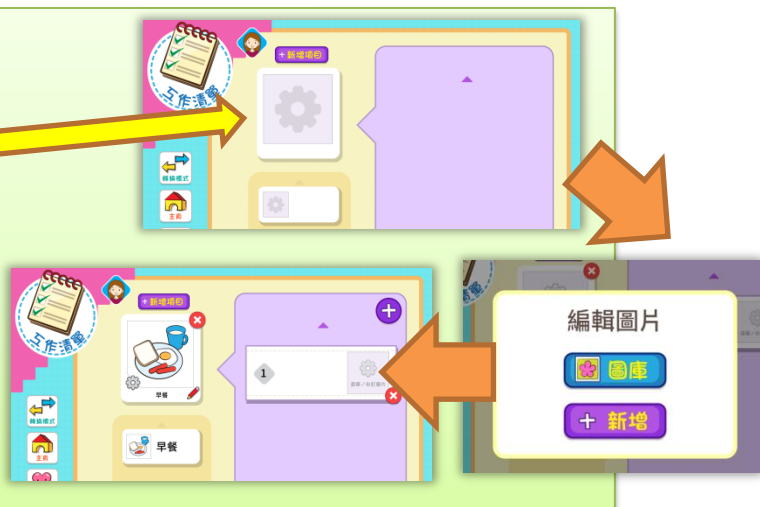 +新增項目
工作清單
轉換模式
主頁
+新增項目
工作清單
早餐
1
早餐
轉換模式
主頁
編輯圖片
圖庫
+ 新增